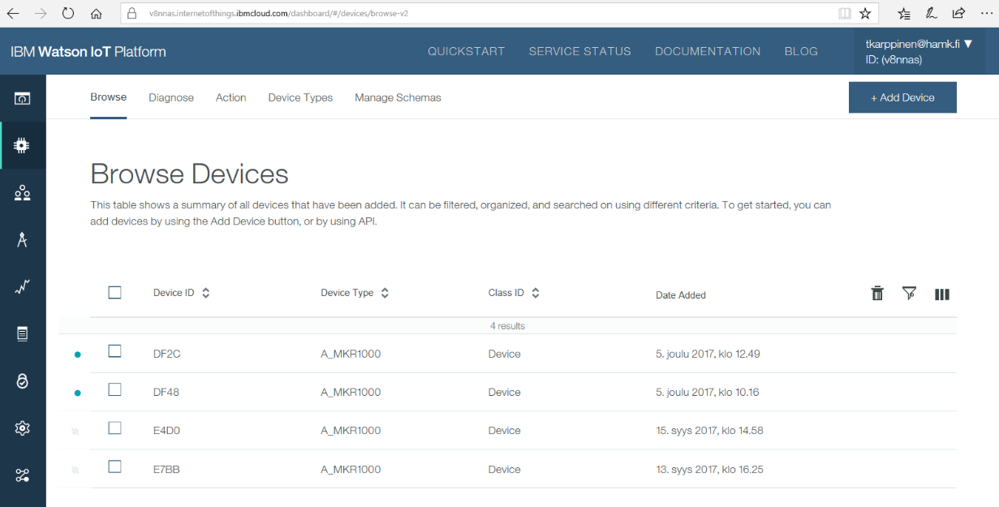 v8nnas.internetofthings.ibmcloud.com/dashboard/#/devices/browse-v2
IBM Watson IoT Platform
QUICKSTART
SERVICE STATUS
DOCUMENTATION
BLOG
tkarppinen@hamk.fi
ID: (v8nnas)
Browse
Diagnose
Action
Device Types
Manage Schemas
+ Add Device
Browse Devices
This table shows a summary of all devices that have been added. It can be filtered, organized, and searched on using different criteria. To get started, you can
add devices by using the Add Device button, or by using API.
Device ID
Device Type
Class ID
Date Added
4 results
DF2C A_MKR1000 Device 5. joulu 2017, klo 12.49
DF48 A_MKR1000 Device 5. joulu 2017, klo 10.16
E4D0 A_MKR1000 Device 15. syys 2017, klo 14.58
E7BB A_MKR1000 Device 13. syys 2017, klo 16.25